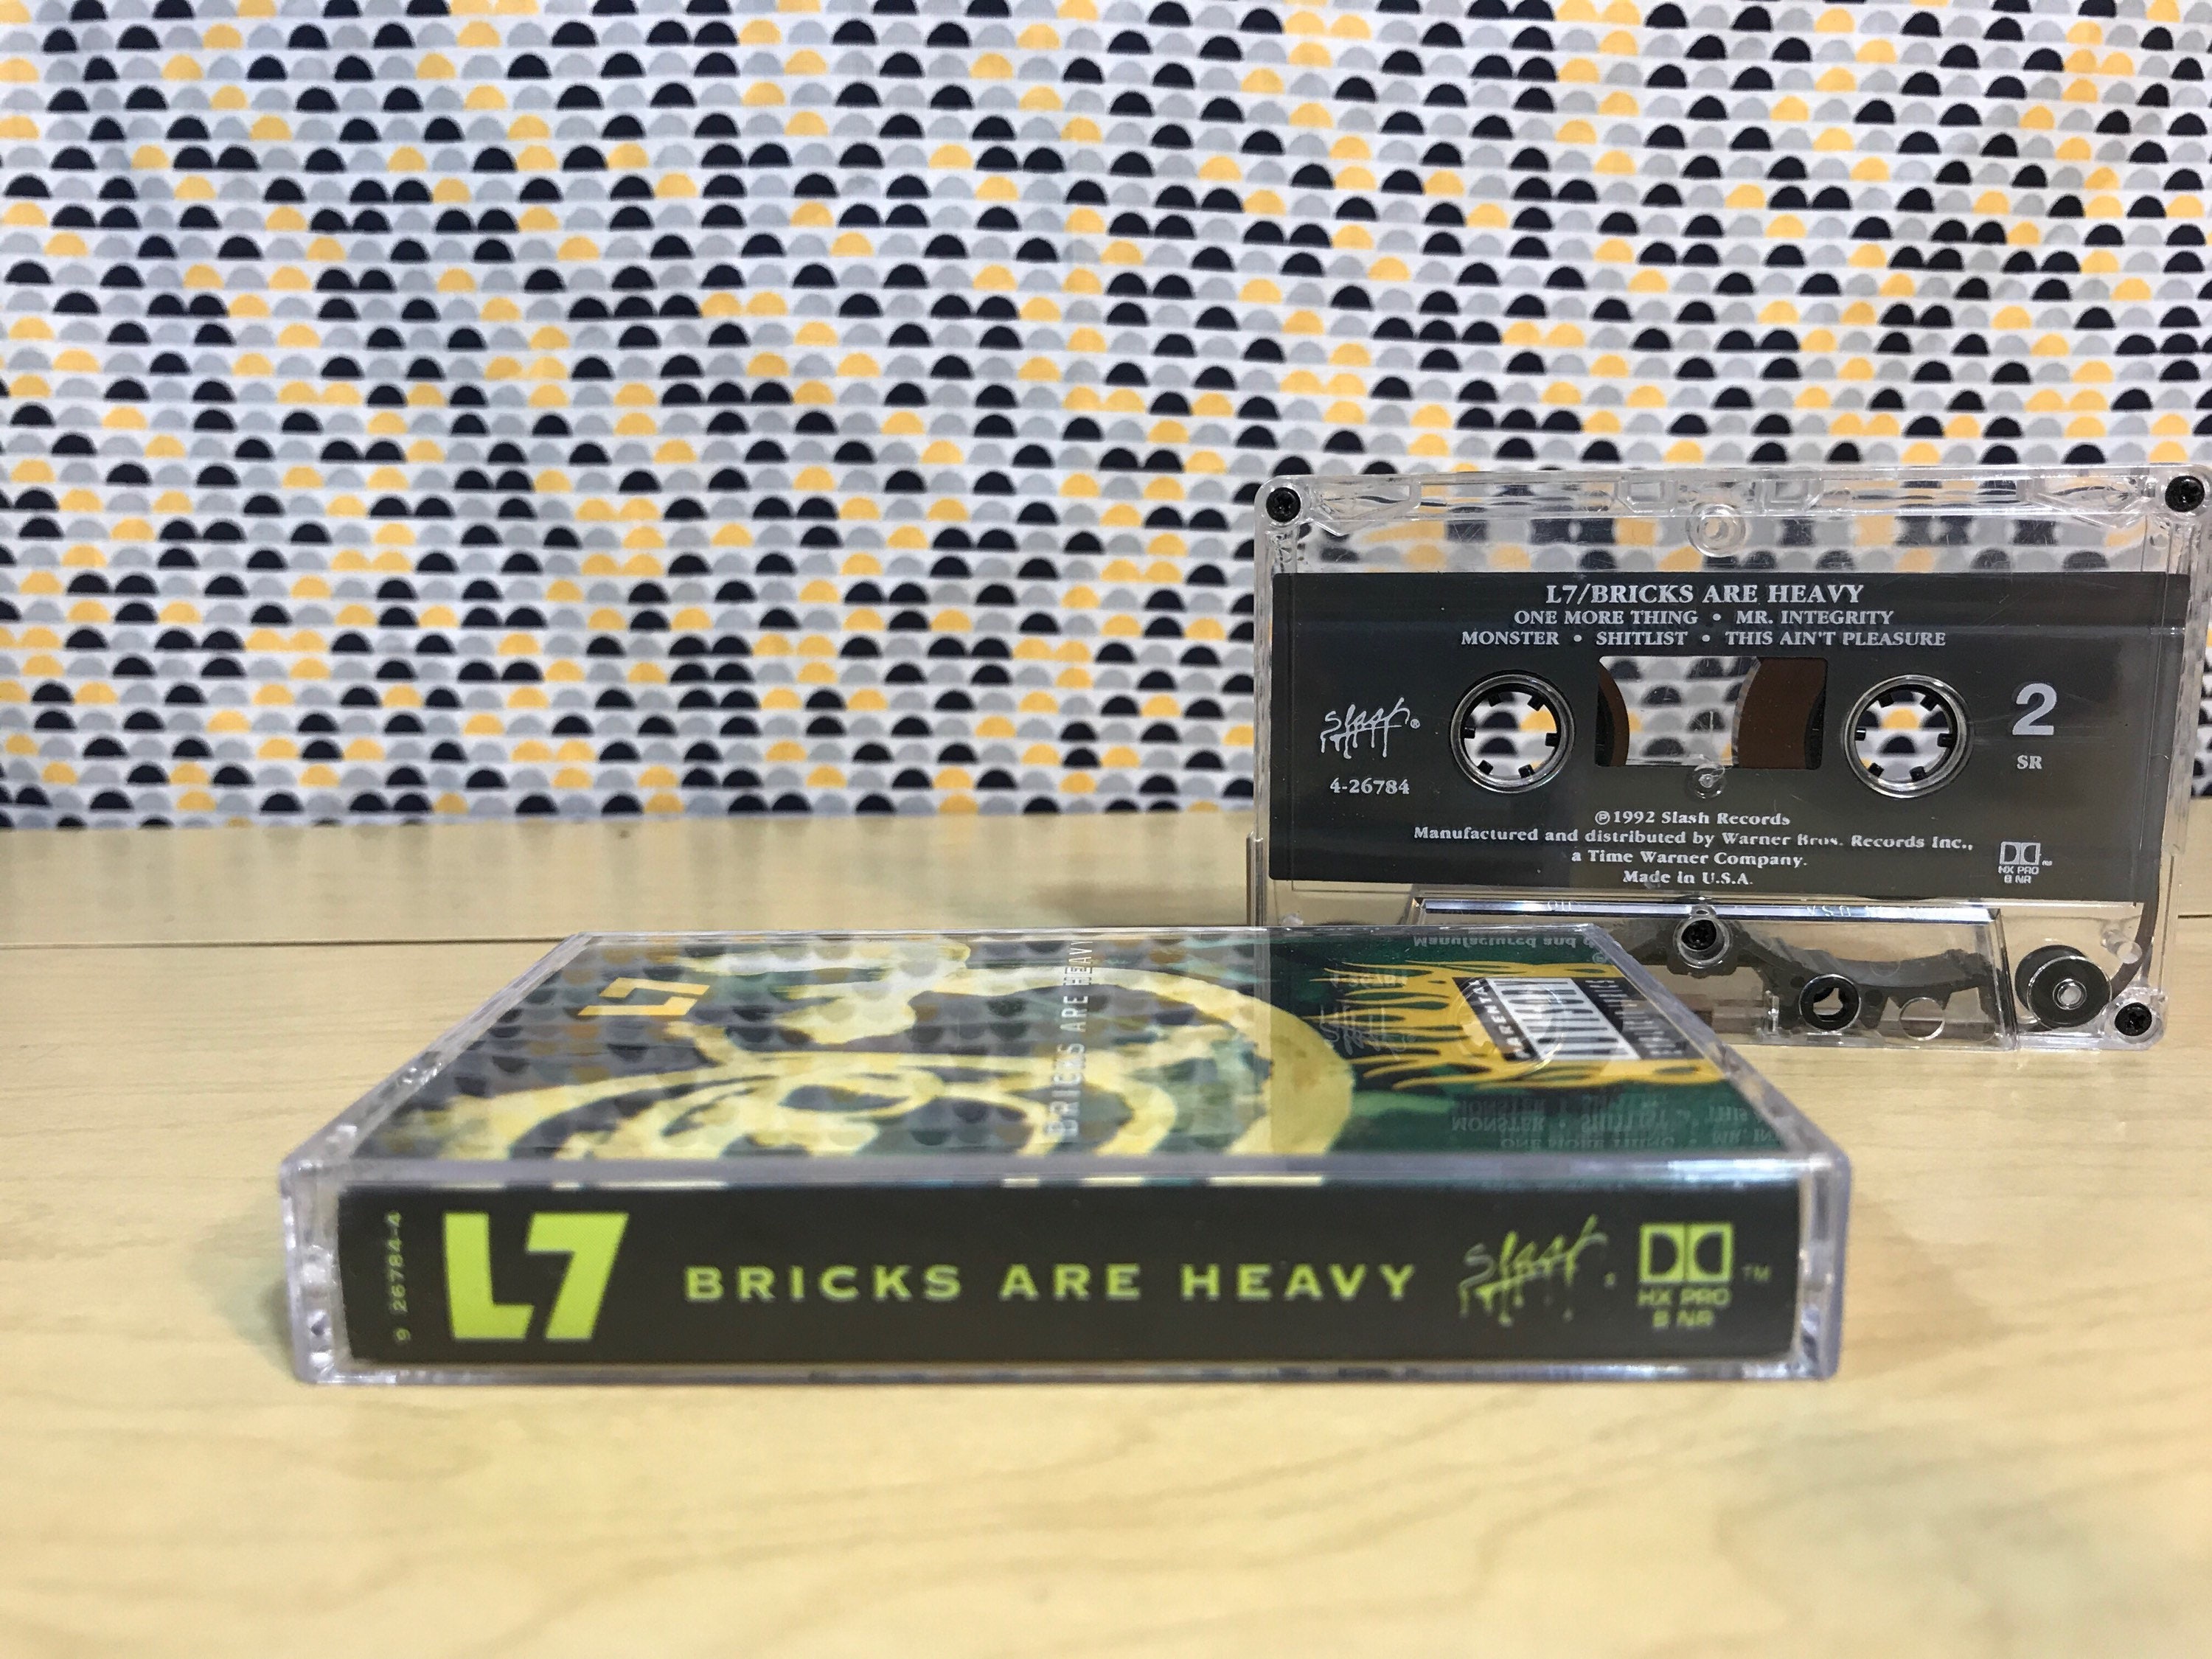 L7/BRICKS ARE HEAVY
ONE MORE THING • MR. INTEGRITY
MONSTER • SHITLIST • THIS AIN'T PLEASURE
Slash®
2
SR
4-26784
℗1992 Slash Records
Manufactured and distributed by Warner Bros. Records Inc.,
a Time Warner Company.
Made in U.S.A.
HX PRO
B NR
L7
BRICKS ARE HEAVY
PARENTAL
9 26784-4
L7 BRICKS ARE HEAVY Slash
HX PRO
B NR
TM